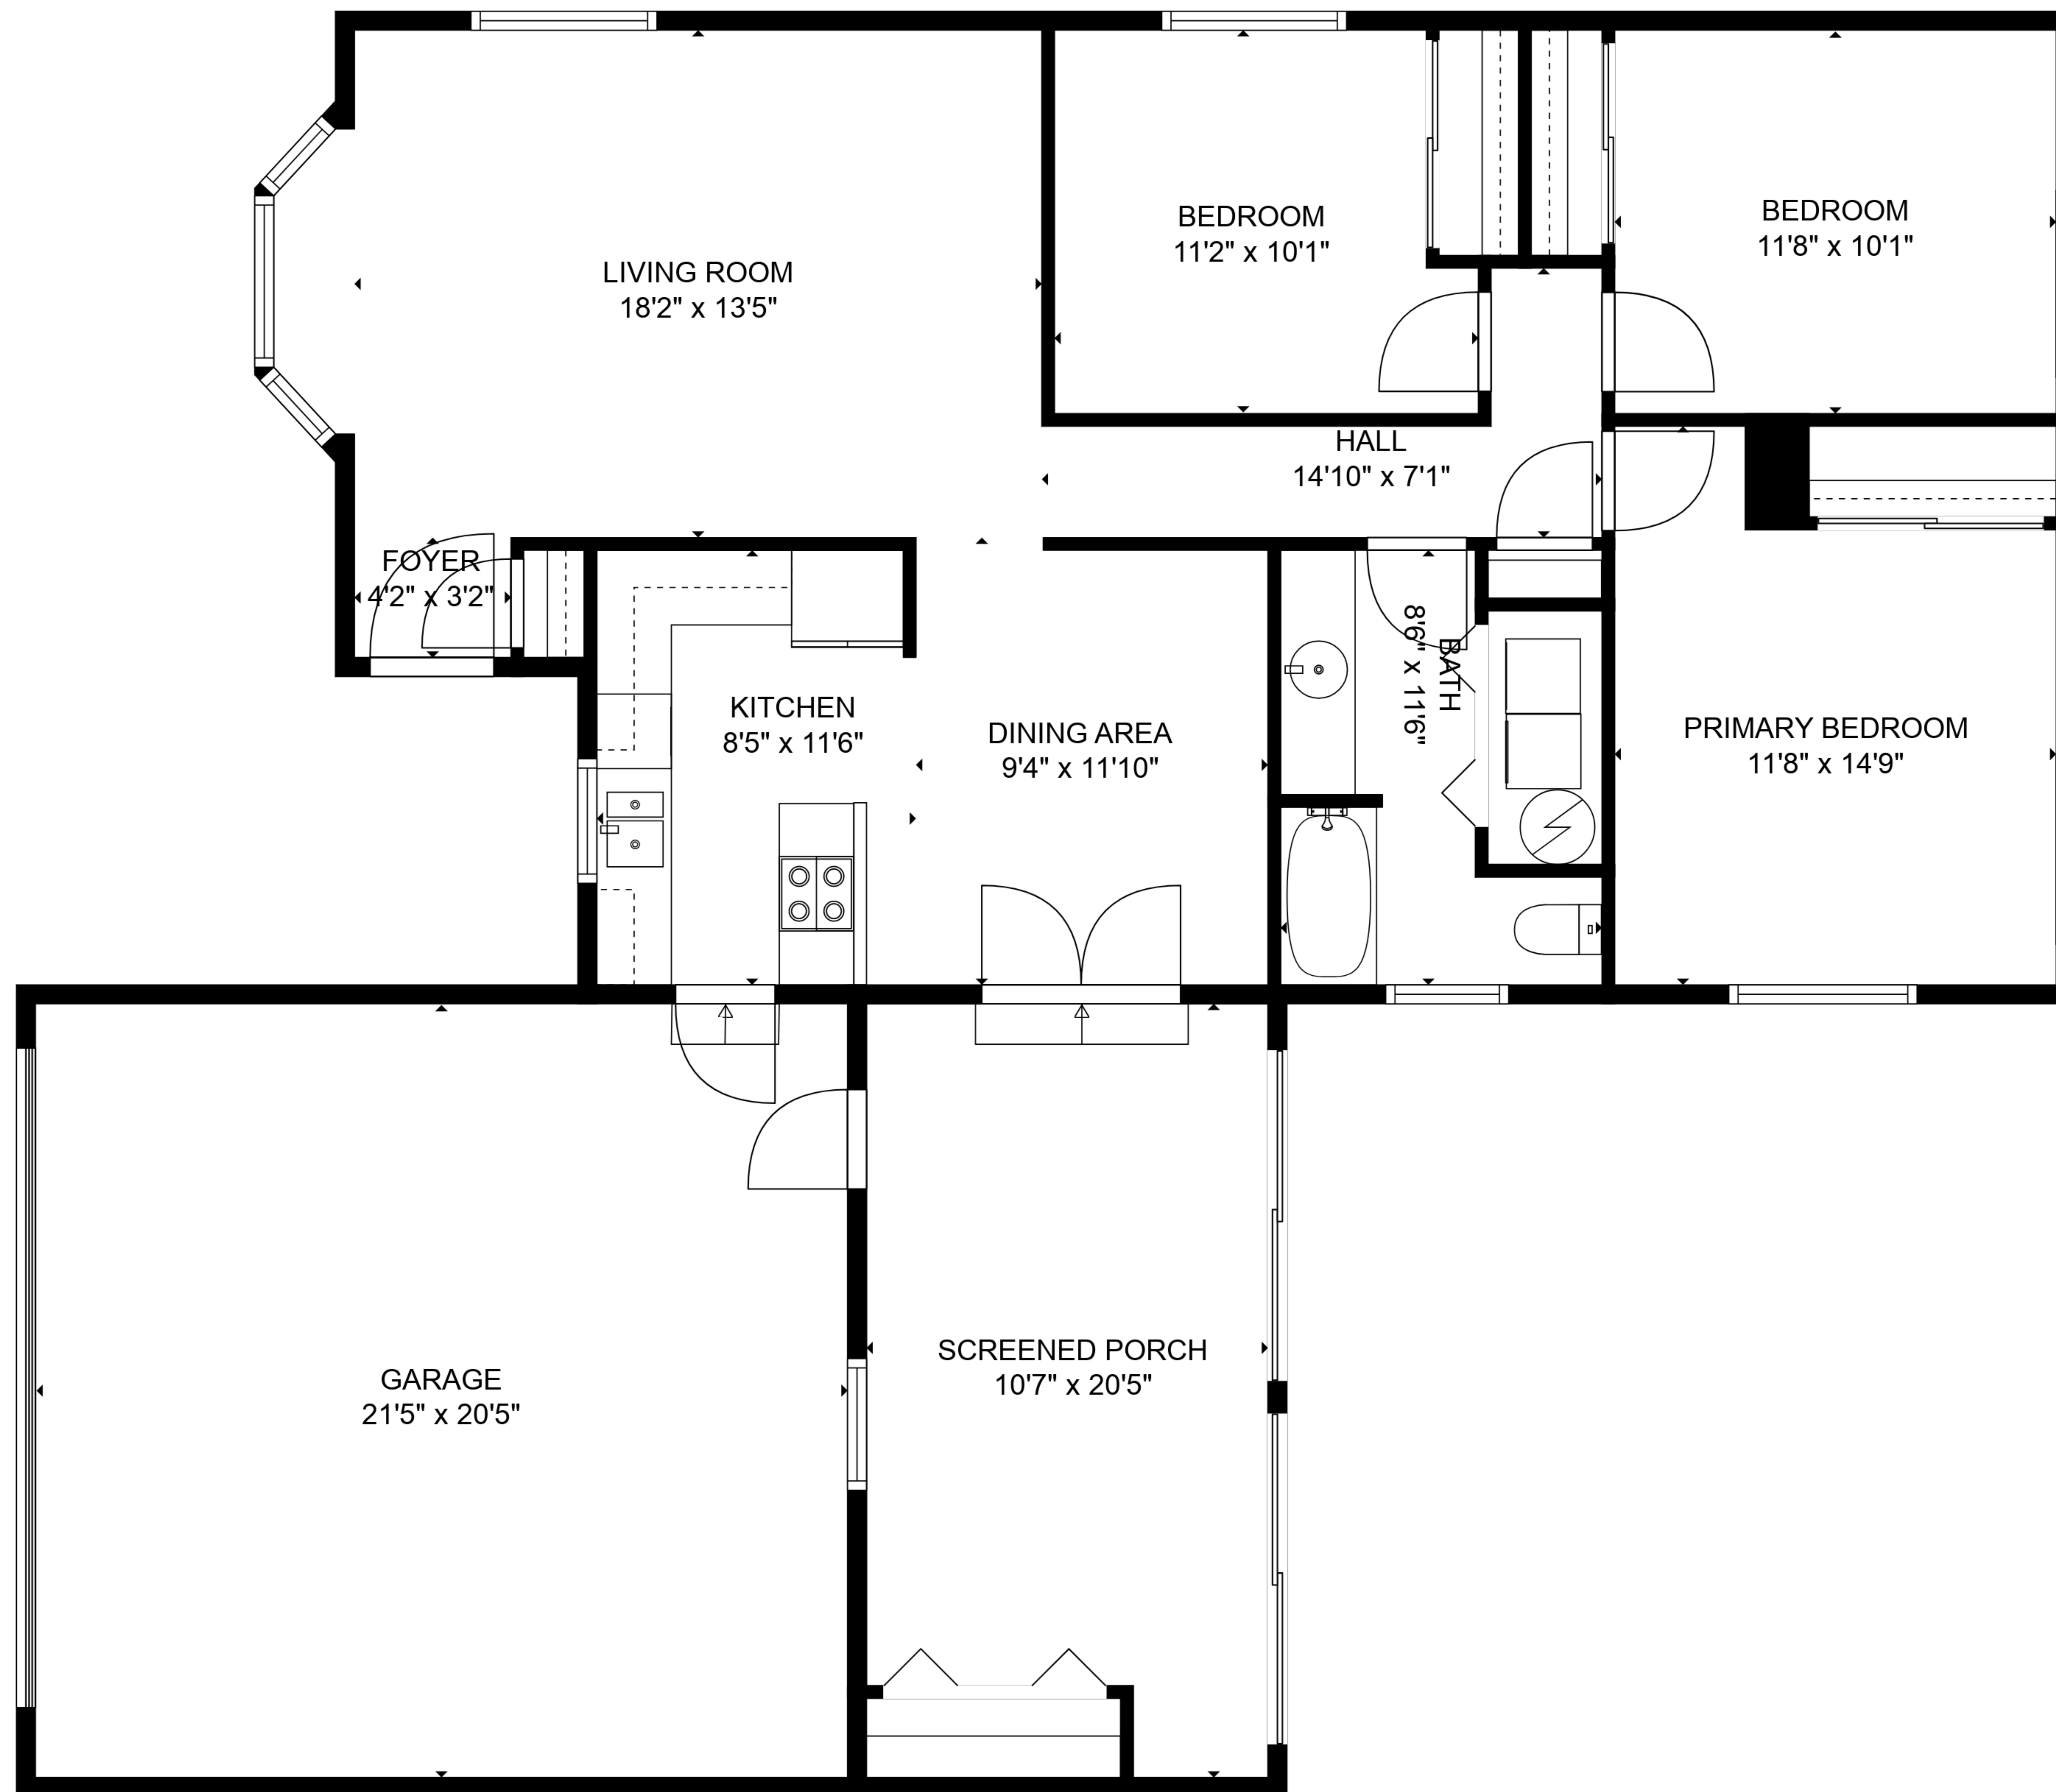 LIVING ROOM
18'2" x 13'5"
BEDROOM
11'2" x 10'1"
BEDROOM
11'8" x 10'1"
HALL
14'10" x 7'1"
FOYER
4'2" x 3'2"
KITCHEN
8'5" x 11'6"
DINING AREA
9'4" x 11'10"
BATH
8'6" x 11'6"
PRIMARY BEDROOM
11'8" x 14'9"
GARAGE
21'5" x 20'5"
SCREENED PORCH
10'7" x 20'5"